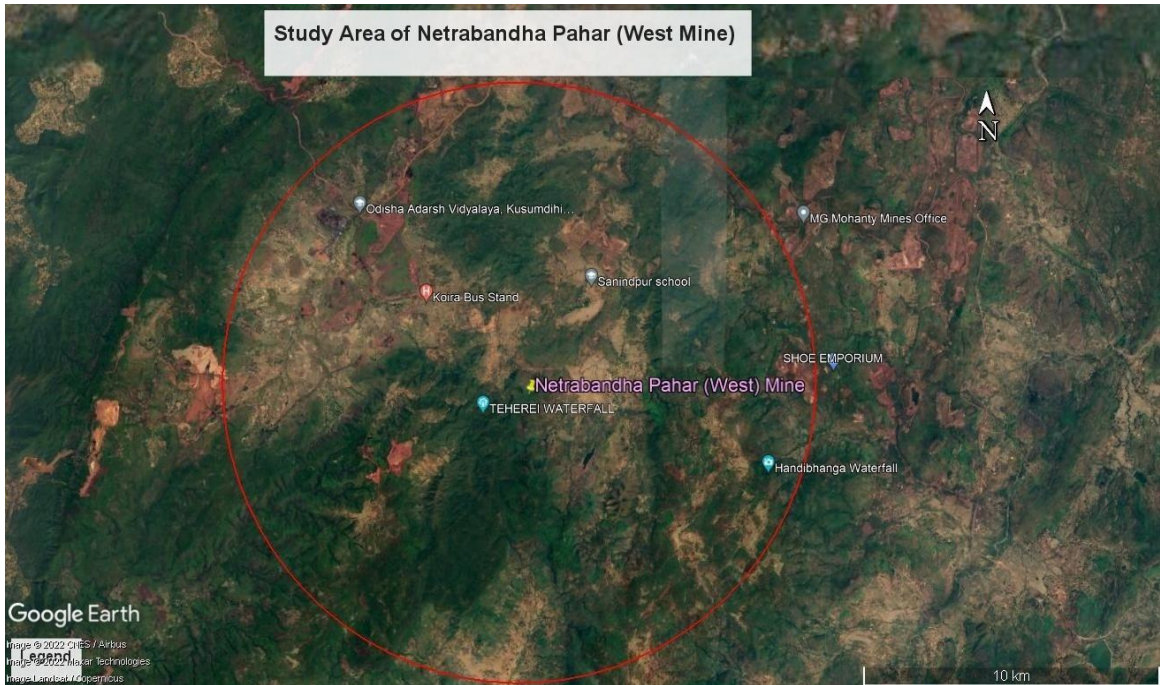 Study Area of Netrabandha Pahar (West Mine)
N
Odisha Adarsh Vidyalaya, Kusumdihi...
MG Mohanty Mines Office
Sanindpur school
H
Koira Bus Stand
SHOE EMPORIUM
Netrabandha Pahar (West) Mine
TEHEREI WATERFALL
Handibhanga Waterfall
Google Earth
Image © 2022 CNES / Airbus
Legend
Image © 2022 Maxar Technologies
Image Landsat / Copernicus
10 km